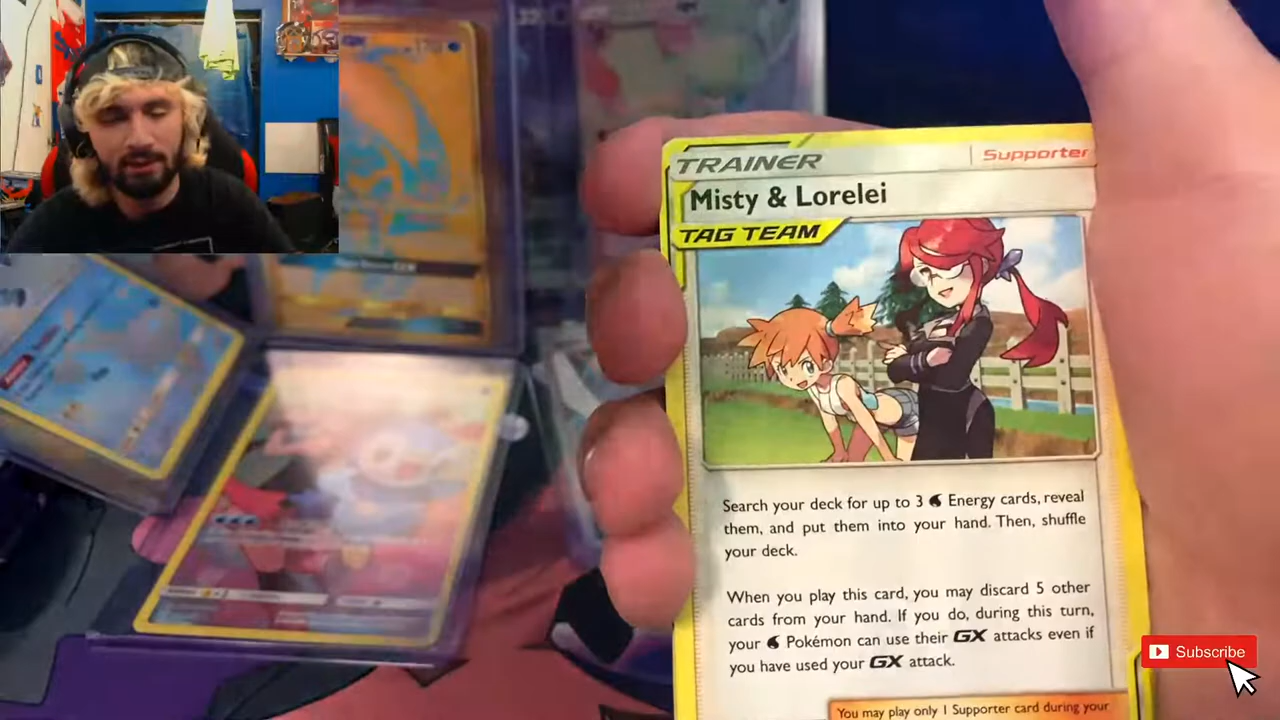 TRAINER
Supporter
Misty & Lorelei
TAG TEAM
Search your deck for up to 3 Energy cards, reveal
them, and put them into your hand. Then, shuffle
your deck.
When you play this card, you may discard 5 other
cards from your hand. If you do, during this turn,
your Pokémon can use their GX attacks even if
you have used your GX attack.
You may play only 1 Supporter card during your
Subscribe